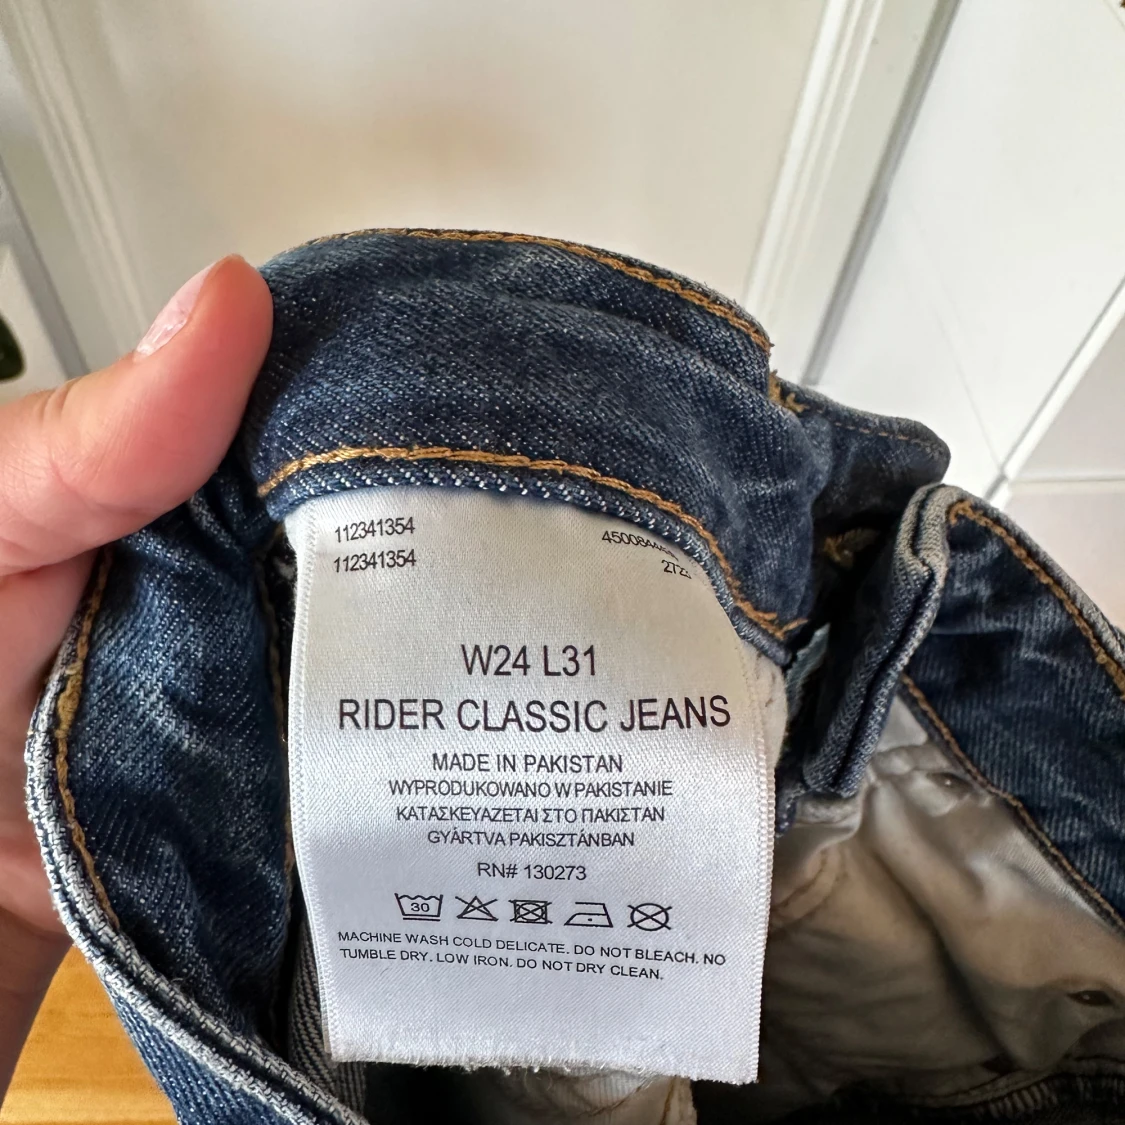 112341354
112341354
W24 L31
RIDER CLASSIC JEANS
MADE IN PAKISTAN
WYPRODUKOWANO W PAKISTANIE
ΚΑΤΑΣΚΕΥΑΖΕΤΑΙ ΣΤΟ ΠΑΚΙΣΤΑΝ
GYÁRTVA PAKISZTÁNBAN
RN# 130273
30
MACHINE WASH COLD DELICATE. DO NOT BLEACH. NO
TUMBLE DRY. LOW IRON. DO NOT DRY CLEAN.